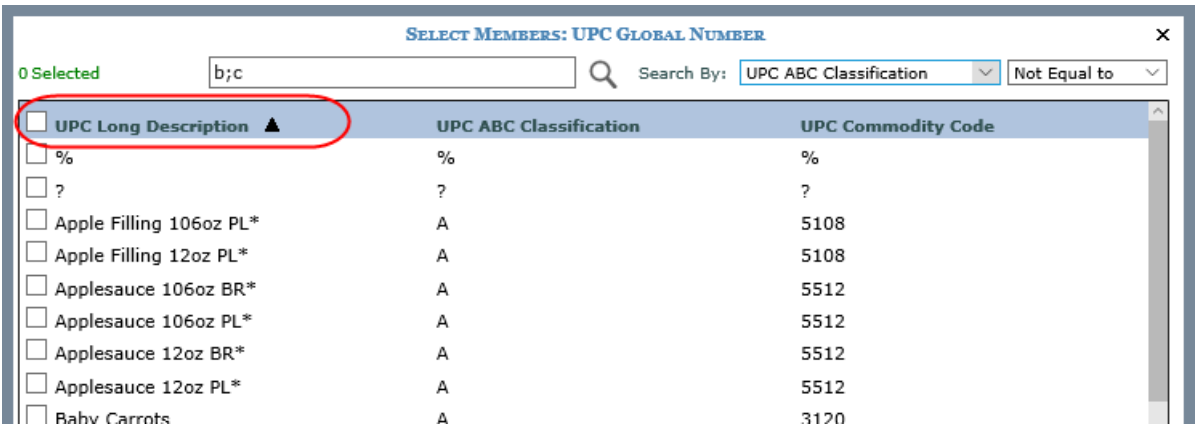 SELECT MEMBERS: UPC GLOBAL NUMBER
0 Selected b;c Search By: UPC ABC Classification Not Equal to
UPC Long Description UPC ABC Classification UPC Commodity Code
% % %
? ? ?
Apple Filling 106oz PL* A 5108
Apple Filling 12oz PL* A 5108
Applesauce 106oz BR* A 5512
Applesauce 106oz PL* A 5512
Applesauce 12oz BR* A 5512
Applesauce 12oz PL* A 5512
Baby Carrots A 3120